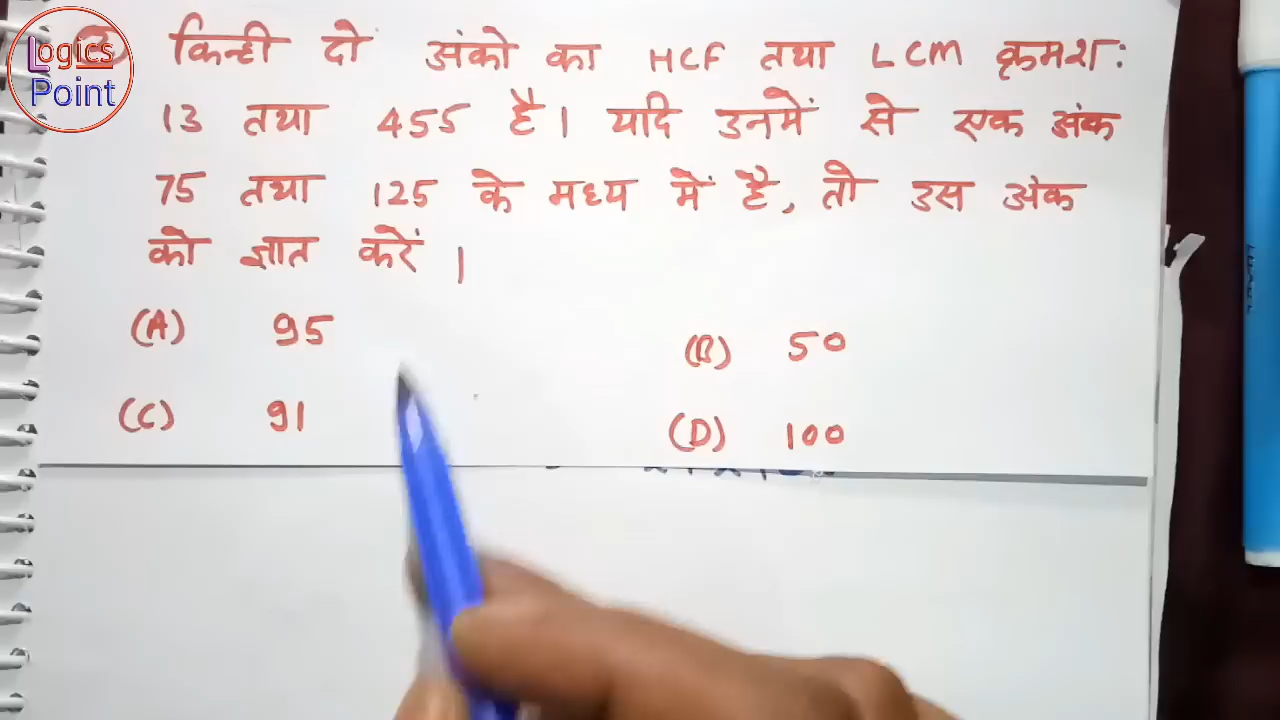 Logics
Point
किन्ही दो अंको का HCF तथा LCM क्रमश:
13 तथा 455 है। यदि उनमें से एक अंक
75 तथा 125 के मध्य में है, तो उस अंक
को ज्ञात करें ।
(A) 95
(B) 50
(C) 91
(D) 100